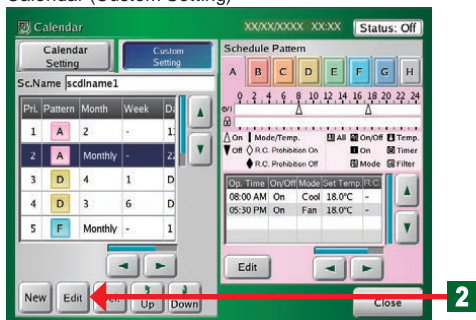 Calendar (Custom Setting)
Calendar
XX/XX/XXXX XX:XX
Status: Off
Calendar
Setting
Custom
Setting
Sc.Name scdlname1
Pri. Pattern Month Week
1 A 2 -
2 A Monthly -
3 D 4 1 D
4 D 3 6 D
5 F Monthly - 1
New
Edit
Up
Down
Schedule Pattern
A B C D E F G H
0 2 4 6 8 10 12 14 16 18 20 22 24
On Mode/Temp. All On/Off Temp.
Off R.C. Prohibition On On Timer
R.C. Prohibition Off Mode Filter
Op. Time On/Off Mode Set Temp. R.C.
08:00 AM On Cool 18.0°C -
05:30 PM On Fan 18.0°C -
Edit
Close
2